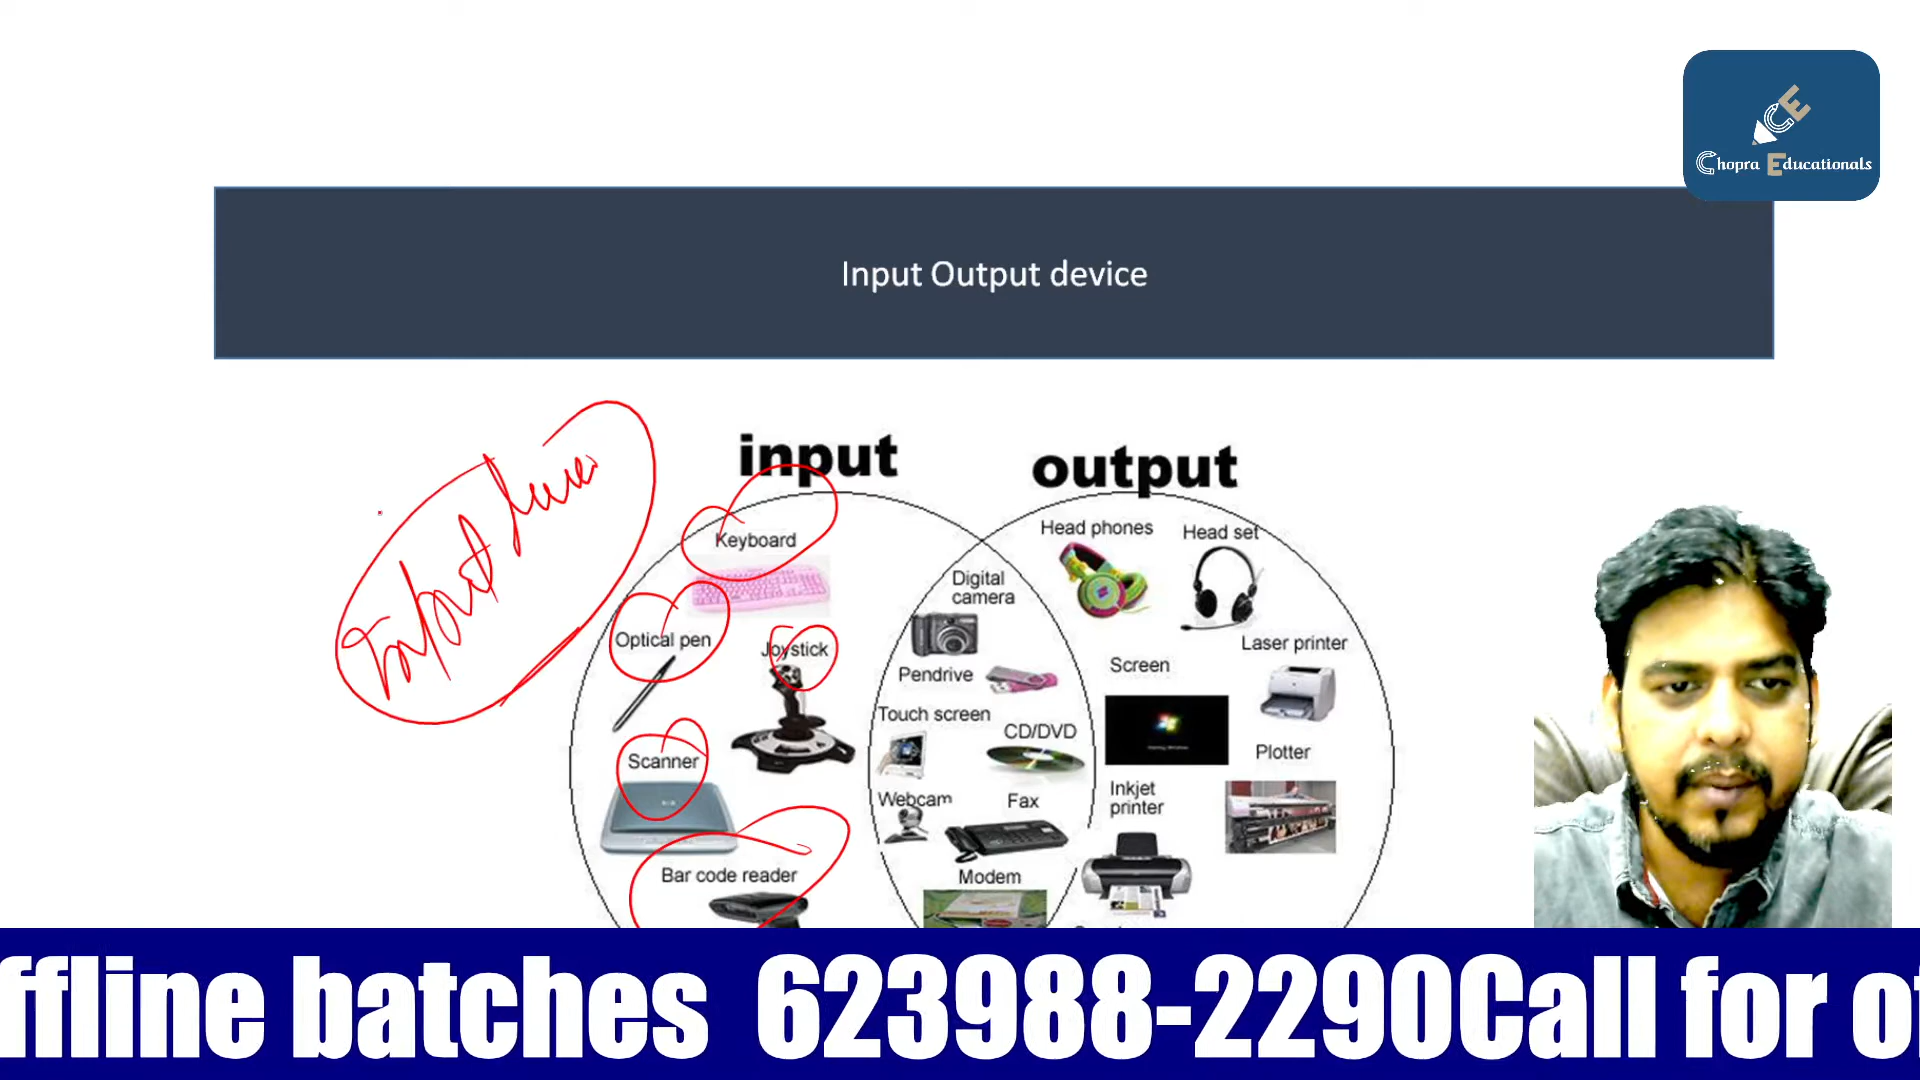 Chopra Educationals
Input Output device
input
output
Keyboard
Optical pen
Joystick
Scanner
Bar code reader
Digital
camera
Pendrive
Touch screen
CD/DVD
Webcam
Fax
Modem
Head phones
Head set
Screen
Laser printer
Plotter
Inkjet
printer
Input
ffline batches 623988-2290Call for of